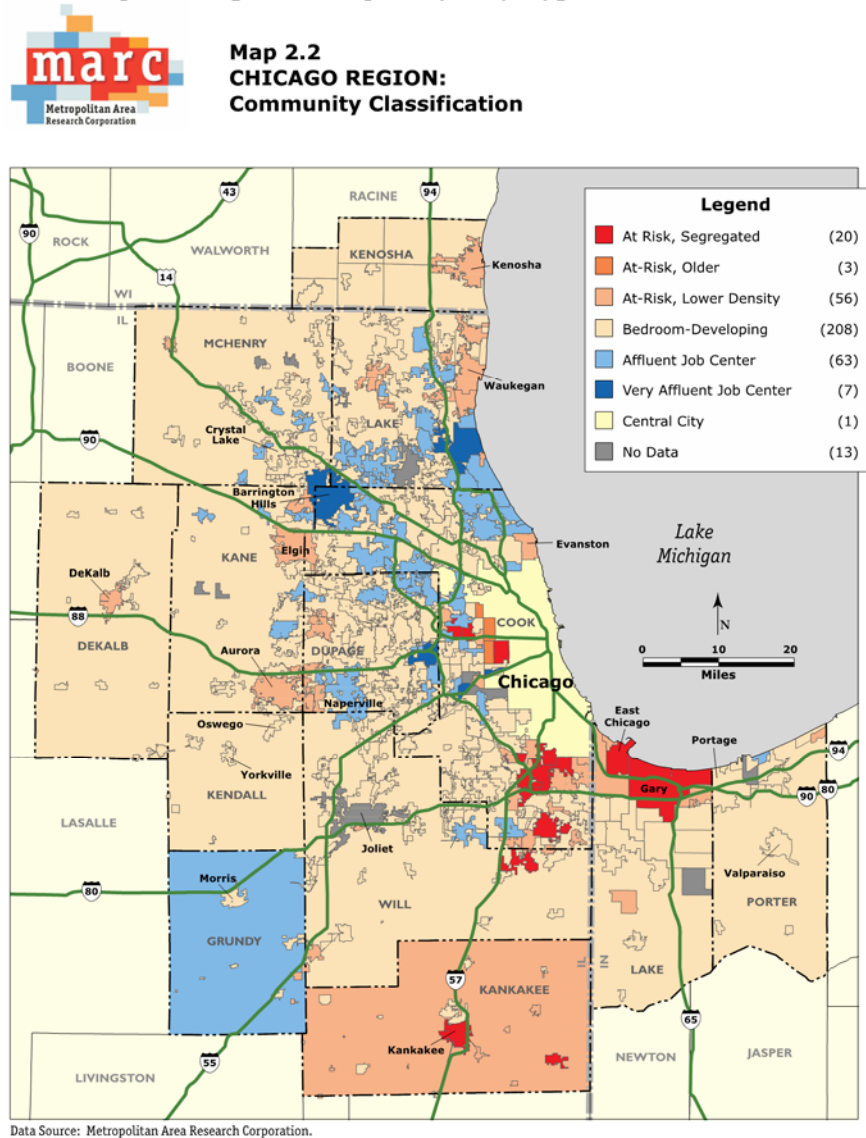 marc
Metropolitan Area
Research Corporation
Map 2.2
CHICAGO REGION:
Community Classification
43
94
RACINE
90
ROCK
WALWORTH
KENOSHA
Kenosha
14
WI
IL
MCHENRY
BOONE
Waukegan
LAKE
Crystal
Lake
90
Barrington
Hills
Lake
Michigan
Evanston
Elgin
KANE
DeKalb
COOK
N
88
DEKALB
Aurora
DUPAGE
0 10 20
Miles
Chicago
Naperville
East
Chicago
Oswego
Portage
94
Yorkville
KENDALL
Gary
90
80
LASALLE
Joliet
Valparaiso
Morris
80
WILL
PORTER
GRUNDY
IL
IN
LAKE
57
KANKAKEE
65
Kankakee
55
NEWTON
JASPER
LIVINGSTON
Legend
At Risk, Segregated (20)
At-Risk, Older (3)
At-Risk, Lower Density (56)
Bedroom-Developing (208)
Affluent Job Center (63)
Very Affluent Job Center (7)
Central City (1)
No Data (13)
Data Source: Metropolitan Area Research Corporation.